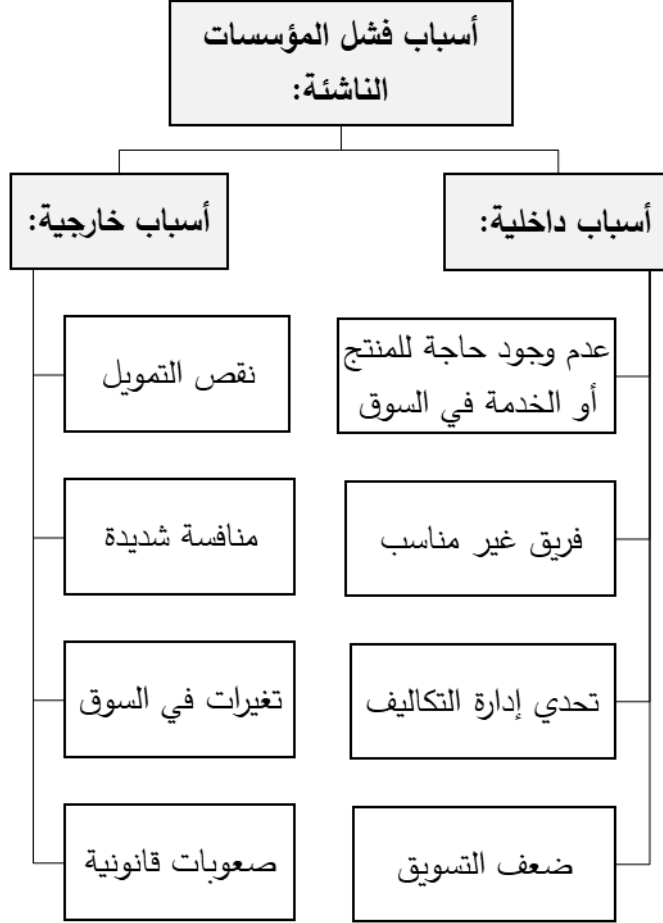 أسباب فشل المؤسسات
الناشئة:
أسباب داخلية:
عدم وجود حاجة للمنتج
أو الخدمة في السوق
فريق غير مناسب
تحدي إدارة التكاليف
ضعف التسويق
أسباب خارجية:
نقص التمويل
منافسة شديدة
تغيرات في السوق
صعوبات قانونية